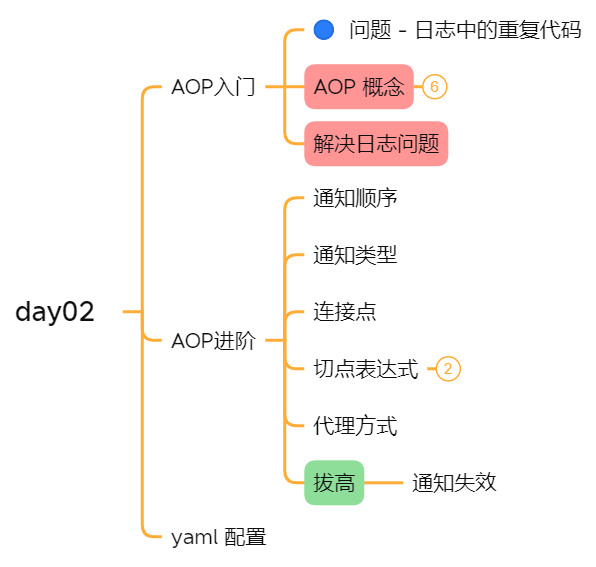 day02
AOP入门
问题 - 日志中的重复代码
AOP 概念
6
解决日志问题
AOP进阶
通知顺序
通知类型
连接点
切点表达式
2
代理方式
拔高
通知失效
yaml 配置